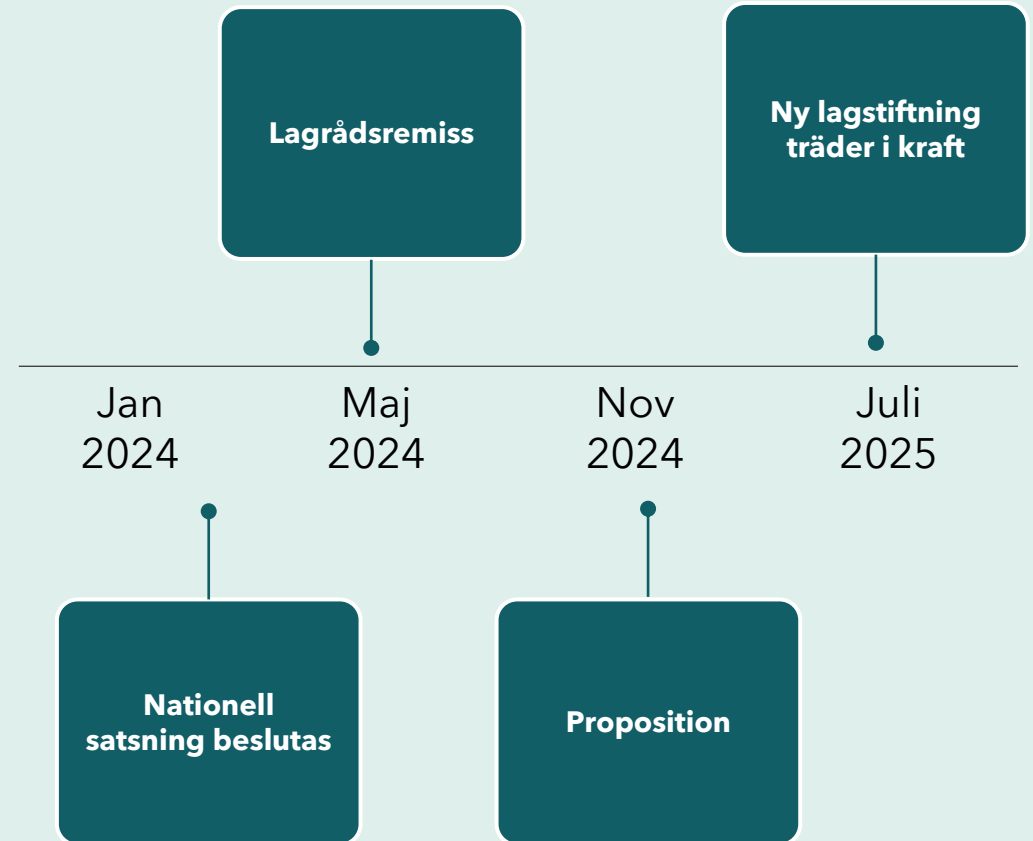 Lagrådsremiss
Ny lagstiftning
träder i kraft
Jan
2024
Maj
2024
Nov
2024
Juli
2025
Nationell
satsning beslutas
Proposition